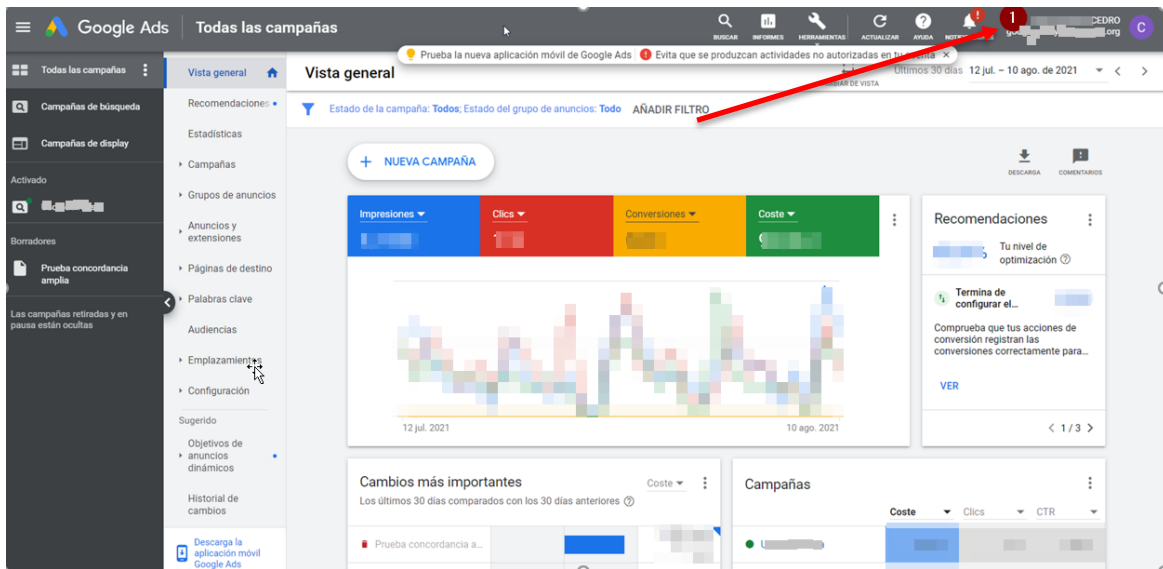 Google Ads
Todas las campañas
BUSCAR
INFORMES
HERRAMIENTAS
ACTUALIZAR
AYUDA
1
CEDRO
.org
C
Prueba la nueva aplicación móvil de Google Ads
Evita que se produzcan actividades no autorizadas en tu cuenta
Todas las campañas
Campañas de búsqueda
Campañas de display
Activado
Borradores
Prueba concordancia
amplia
Las campañas retiradas y en
pausa están ocultas
Vista general
Recomendaciones
Estadísticas
Campañas
Grupos de anuncios
Anuncios y
extensiones
Páginas de destino
Palabras clave
Audiencias
Emplazamientos
Configuración
Sugerido
Objetivos de
anuncios
dinámicos
Historial de
cambios
Descarga la
aplicación móvil
Google Ads
Vista general
DE VISTA
Últimos 30 días 12 jul. – 10 ago. de 2021
Estado de la campaña: Todos; Estado del grupo de anuncios: Todo AÑADIR FILTRO
NUEVA CAMPAÑA
DESCARGA
COMENTARIOS
Impresiones
Clics
Conversiones
Coste
12 jul. 2021
10 ago. 2021
Recomendaciones
Tu nivel de
optimización
Termina de
configurar el...
Comprueba que tus acciones de
conversión registran las
conversiones correctamente para...
VER
1 / 3
Cambios más importantes
Coste
Los últimos 30 días comparados con los 30 días anteriores
Prueba concordancia a...
Campañas
Coste
Clics
CTR